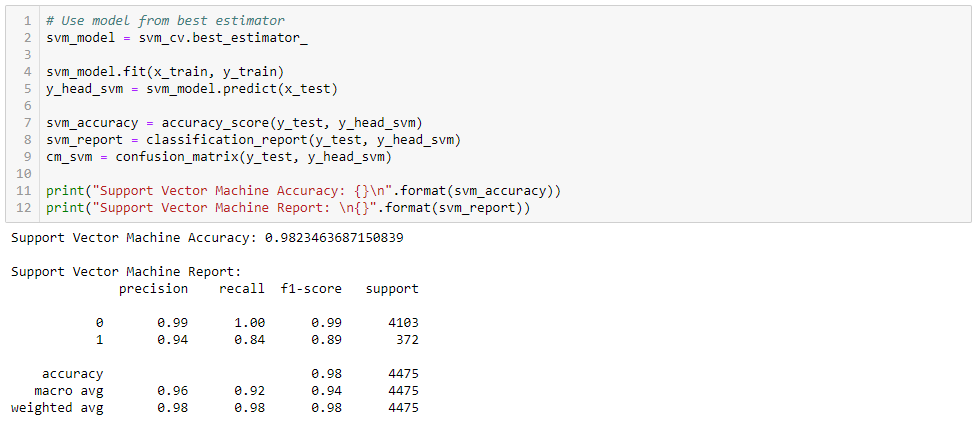 1 # Use model from best estimator
2 svm_model = svm_cv.best_estimator_
3
4 svm_model.fit(x_train, y_train)
5 y_head_svm = svm_model.predict(x_test)
6
7 svm_accuracy = accuracy_score(y_test, y_head_svm)
8 svm_report = classification_report(y_test, y_head_svm)
9 cm_svm = confusion_matrix(y_test, y_head_svm)
10
11 print("Support Vector Machine Accuracy: {}\n".format(svm_accuracy))
12 print("Support Vector Machine Report: \n{}".format(svm_report))
Support Vector Machine Accuracy: 0.9823463687150839
Support Vector Machine Report:
precision recall f1-score support
0 0.99 1.00 0.99 4103
1 0.94 0.84 0.89 372
accuracy 0.98 4475
macro avg 0.96 0.92 0.94 4475
weighted avg 0.98 0.98 0.98 4475